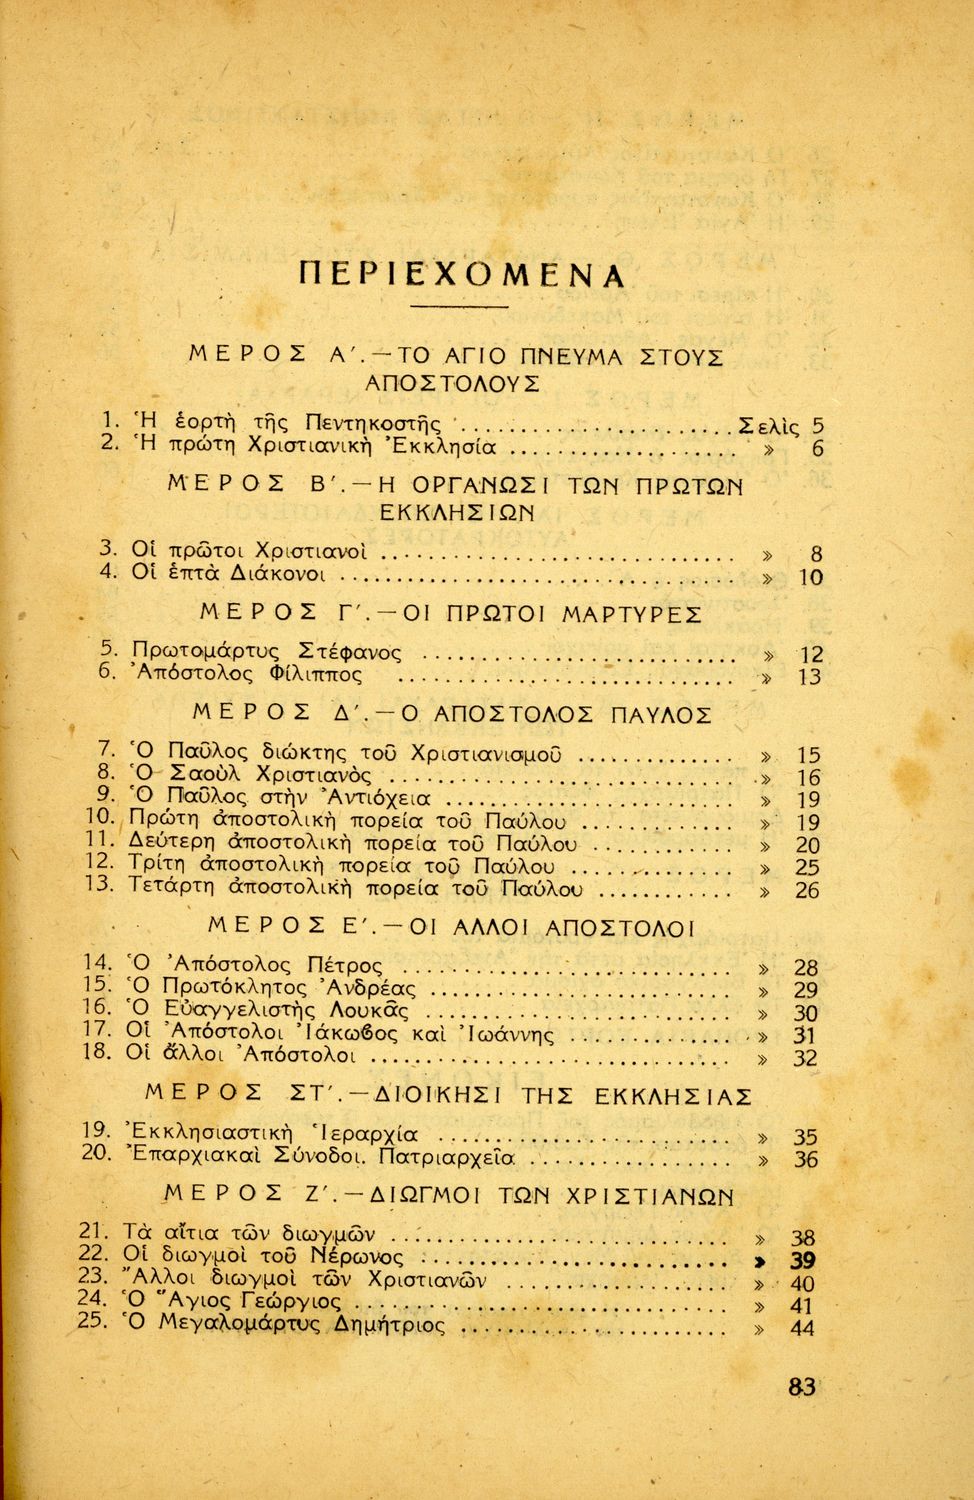 ΠΕΡΙΕΧΟΜΕΝΑ
ΜΕΡΟΣ Α΄.—ΤΟ ΑΓΙΟ ΠΝΕΥΜΑ ΣΤΟΥΣ
ΑΠΟΣΤΟΛΟΥΣ
1. Ἡ ἑορτὴ τῆς Πεντηκοστῆς ........................ Σελὶς 5
2. Ἡ πρώτη Χριστιανικὴ Ἐκκλησία .................... » 6
ΜΕΡΟΣ Β΄.—Η ΟΡΓΑΝΩΣΙ ΤΩΝ ΠΡΩΤΩΝ
ΕΚΚΛΗΣΙΩΝ
3. Οἱ πρῶτοι Χριστιανοὶ ............................ » 8
4. Οἱ ἑπτὰ Διάκονοι ................................ » 10
ΜΕΡΟΣ Γ΄.—ΟΙ ΠΡΩΤΟΙ ΜΑΡΤΥΡΕΣ
5. Πρωτομάρτυς Στέφανος ......................... » 12
6. Ἀπόστολος Φίλιππος ........................... » 13
ΜΕΡΟΣ Δ΄.—Ο ΑΠΟΣΤΟΛΟΣ ΠΑΥΛΟΣ
7. Ὁ Παῦλος διώκτης τοῦ Χριστιανισμοῦ ............. » 15
8. Ὁ Σαοὺλ Χριστιανὸς ............................ » 16
9. Ὁ Παῦλος στὴν Ἀντιόχεια ........................ » 19
10. Πρώτη ἀποστολικὴ πορεία τοῦ Παύλου ............. » 19
11. Δεύτερη ἀποστολικὴ πορεία τοῦ Παύλου ............ » 20
12. Τρίτη ἀποστολικὴ πορεία τοῦ Παύλου .............. » 25
13. Τετάρτη ἀποστολικὴ πορεία τοῦ Παύλου ............ » 26
ΜΕΡΟΣ Ε΄.—ΟΙ ΑΛΛΟΙ ΑΠΟΣΤΟΛΟΙ
14. Ὁ Ἀπόστολος Πέτρος ........................... » 28
15. Ὁ Πρωτόκλητος Ἀνδρέας ......................... » 29
16. Ὁ Εὐαγγελιστὴς Λουκᾶς ......................... » 30
17. Οἱ Ἀπόστολοι Ἰάκωβος καὶ Ἰωάννης .............. » 31
18. Οἱ ἄλλοι Ἀπόστολοι .............................. » 32
ΜΕΡΟΣ ΣΤ΄.—ΔΙΟΙΚΗΣΙ ΤΗΣ ΕΚΚΛΗΣΙΑΣ
19. Ἐκκλησιαστικὴ Ἱεραρχία ........................ » 35
20. Ἐπαρχιακαὶ Σύνοδοι. Πατριαρχεῖα ................. » 36
ΜΕΡΟΣ Ζ΄.—ΔΙΩΓΜΟΙ ΤΩΝ ΧΡΙΣΤΙΑΝΩΝ
21. Τὰ αἴτια τῶν διωγμῶν ........................... » 38
22. Οἱ διωγμοὶ τοῦ Νέρωνος ......................... » 39
23. Ἄλλοι διωγμοὶ τῶν Χριστιανῶν ................... » 40
24. Ὁ Ἅγιος Γεώργιος ............................... » 41
25. Ὁ Μεγαλομάρτυς Δημήτριος ...................... » 44
83